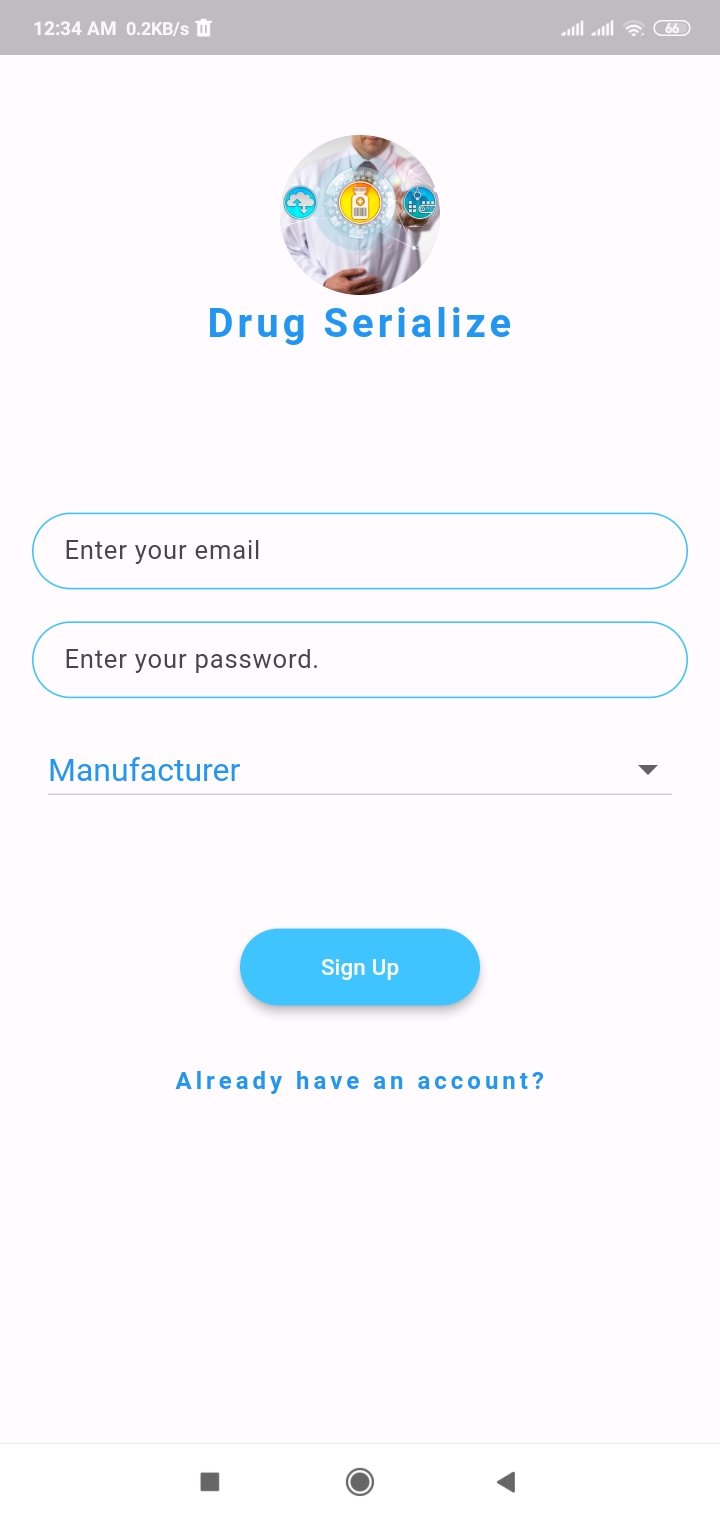 12:34 AM 0.2KB/s 66
Drug Serialize
Enter your email
Enter your password.
Manufacturer
Sign Up
Already have an account?